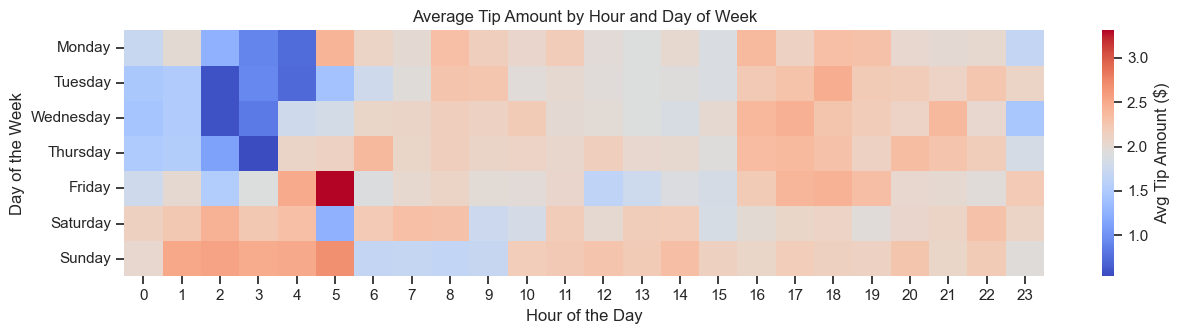 Average Tip Amount by Hour and Day of Week
Day of the Week
Monday
Tuesday
Wednesday
Thursday
Friday
Saturday
Sunday
0 1 2 3 4 5 6 7 8 9 10 11 12 13 14 15 16 17 18 19 20 21 22 23
Hour of the Day
3.0
2.5
2.0
1.5
1.0
Avg Tip Amount ($)